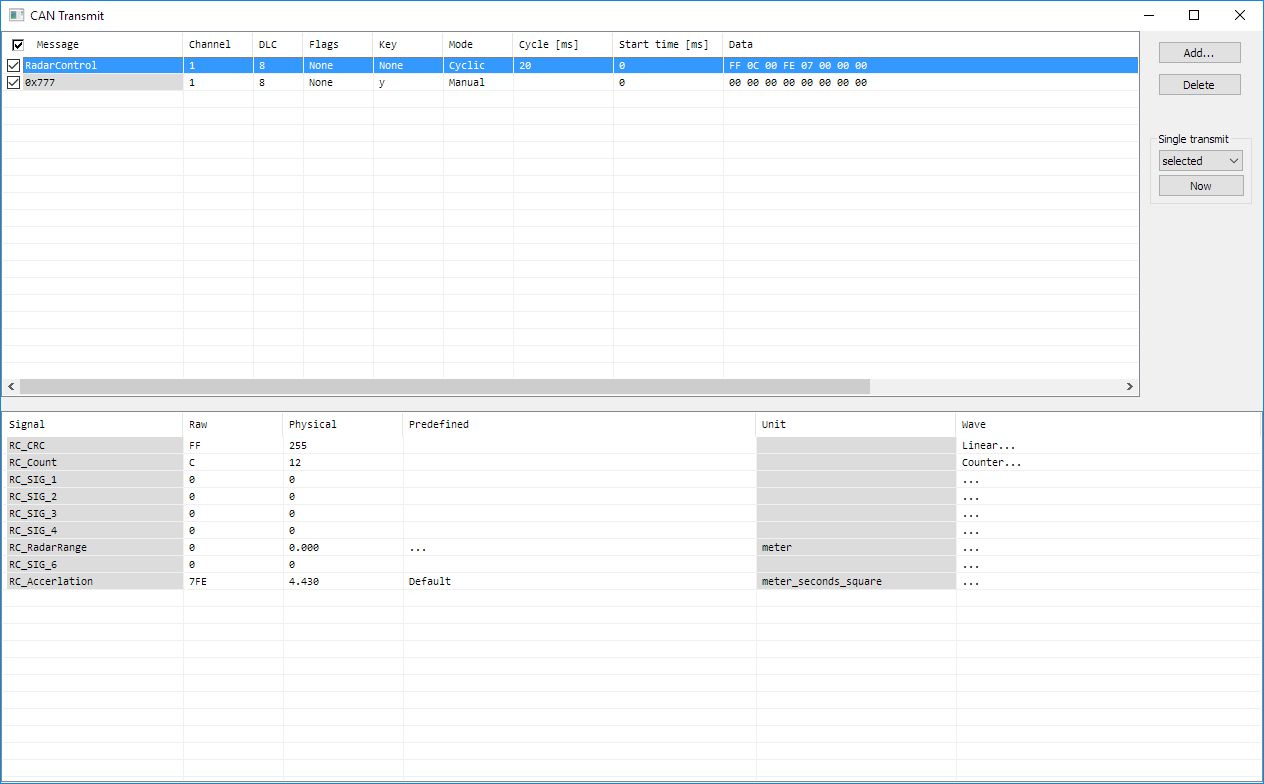 CAN Transmit
Message Channel DLC Flags Key Mode Cycle [ms] Start time [ms] Data
RadarControl 1 8 None None Cyclic 20 0 FF 0C 00 FE 07 00 00 00
0x777 1 8 None y Manual 0 00 00 00 00 00 00 00 00
Add...
Delete
Single transmit
selected
Now
Signal Raw Physical Predefined Unit Wave
RC_CRC FF 255 Linear...
RC_Count C 12 Counter...
RC_SIG_1 0 0 ...
RC_SIG_2 0 0 ...
RC_SIG_3 0 0 ...
RC_SIG_4 0 0 ...
RC_RadarRange 0 0.000 ... meter ...
RC_SIG_6 0 0 ...
RC_Accerlation 7FE 4.430 Default meter_seconds_square ...